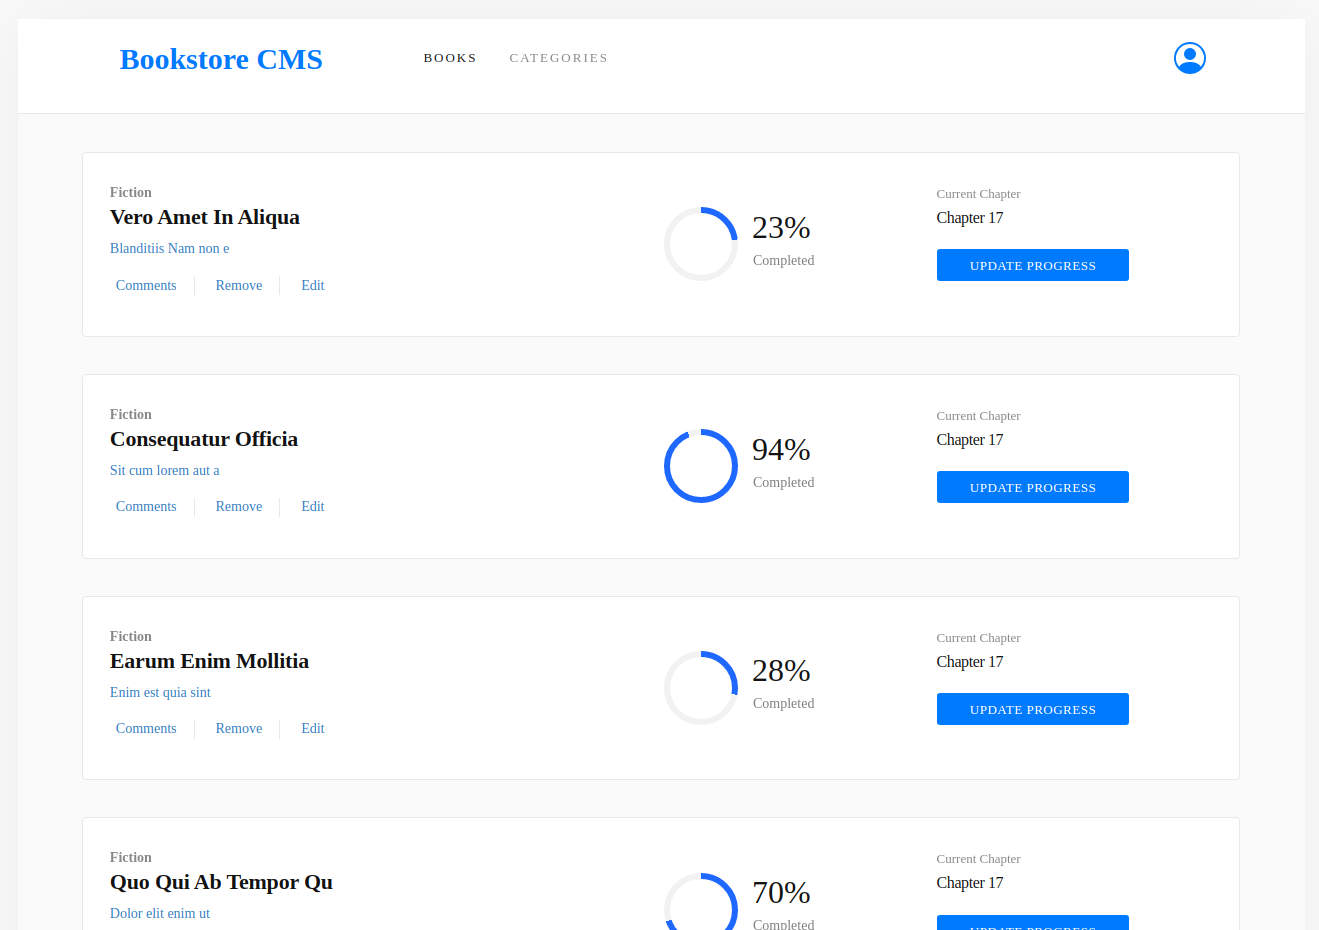 Bookstore CMS
BOOKS
CATEGORIES
Fiction
Vero Amet In Aliqua
Blanditiis Nam non e
Comments
Remove
Edit
23%
Completed
Current Chapter
Chapter 17
UPDATE PROGRESS
Fiction
Consequatur Officia
Sit cum lorem aut a
Comments
Remove
Edit
94%
Completed
Current Chapter
Chapter 17
UPDATE PROGRESS
Fiction
Earum Enim Mollitia
Enim est quia sint
Comments
Remove
Edit
28%
Completed
Current Chapter
Chapter 17
UPDATE PROGRESS
Fiction
Quo Qui Ab Tempor Qu
Dolor elit enim ut
70%
Completed
Current Chapter
Chapter 17
UPDATE PROGRESS